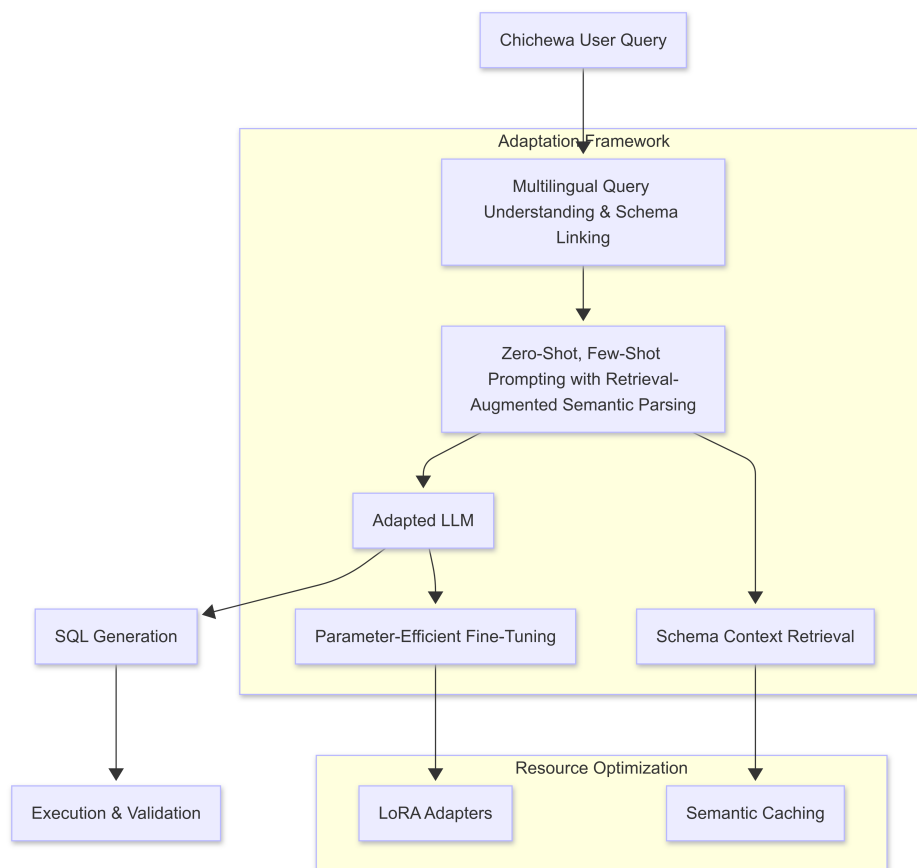 Chichewa User Query
Adaptation Framework
Multilingual Query
Understanding & Schema
Linking
Zero-Shot, Few-Shot
Prompting with Retrieval-
Augmented Semantic Parsing
Adapted LLM
SQL Generation
Parameter-Efficient Fine-Tuning
Schema Context Retrieval
Resource Optimization
Execution & Validation
LoRA Adapters
Semantic Caching